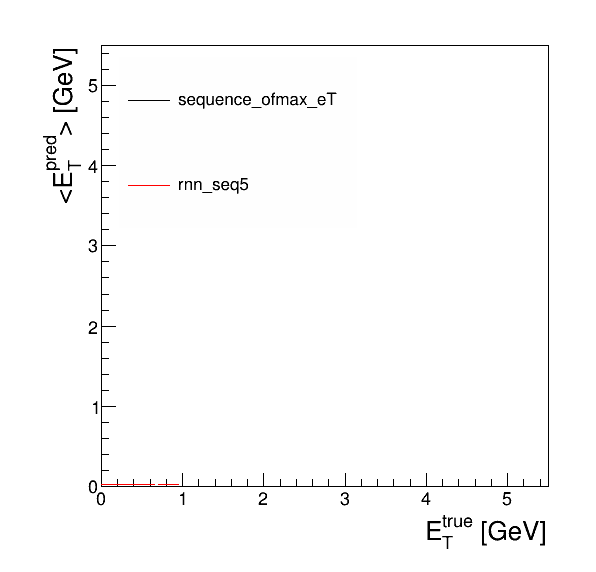 <E_T^pred> [GeV]
5
4
3
2
1
0
sequence_ofmax_eT
rnn_seq5
0 1 2 3 4 5
E_T^true [GeV]